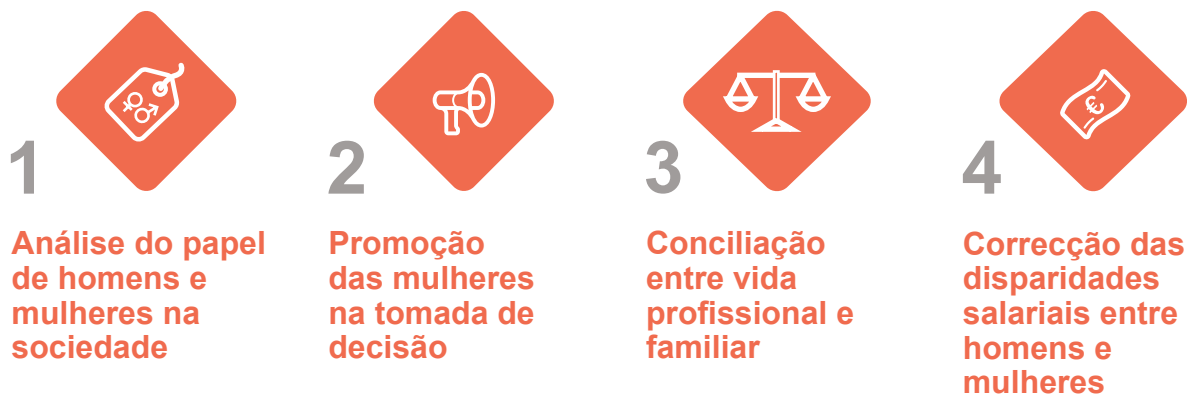 1
Análise do papel
de homens e
mulheres na
sociedade
2
Promoção
das mulheres
na tomada de
decisão
3
Conciliação
entre vida
profissional e
familiar
4
Correcção das
disparidades
salariais entre
homens e
mulheres